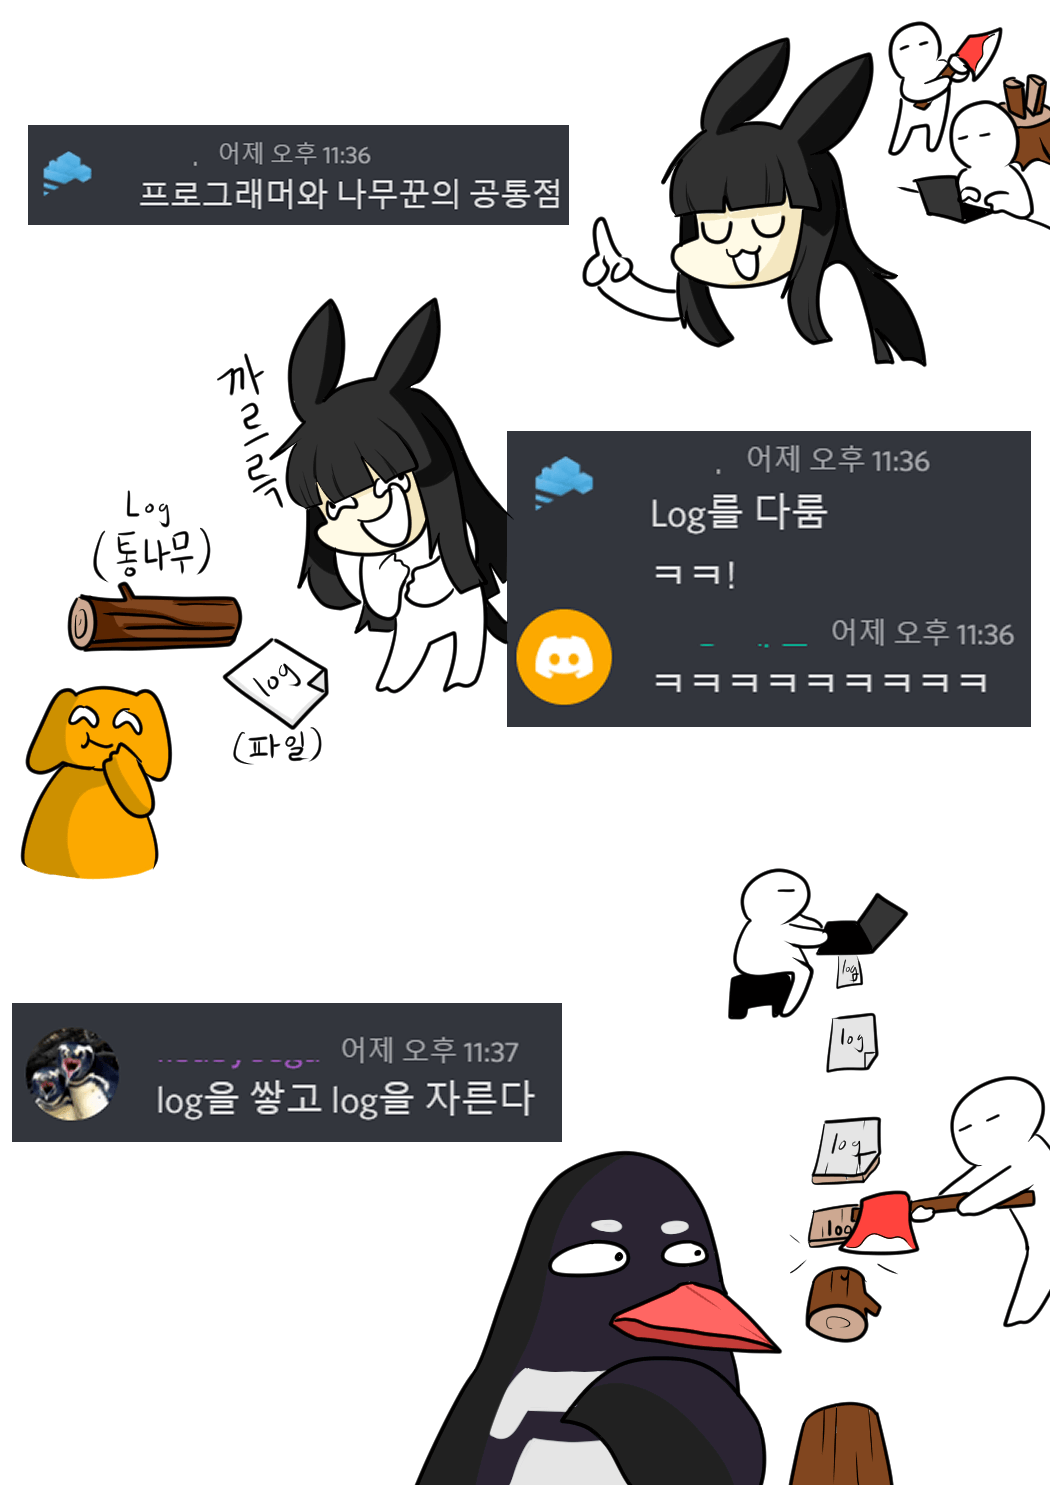 어제 오후 11:36
프로그래머와 나무꾼의 공통점
까르르륵
어제 오후 11:36
Log를 다룸
ㅋㅋ!
어제 오후 11:36
ㅋㅋㅋㅋㅋㅋㅋㅋㅋ
Log
(통나무)
log
(파일)
log
log
log
log
어제 오후 11:37
log을 쌓고 log을 자른다